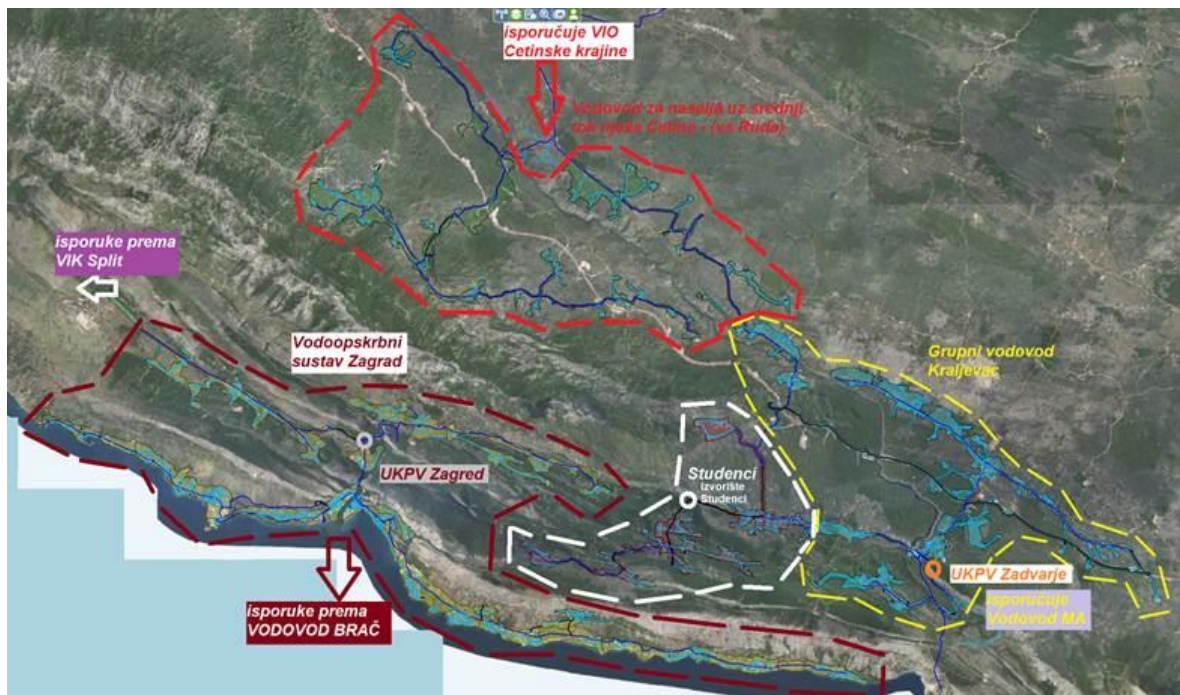 isporučuje VIO
Cetinske krajine
Vodovod za naselja uz srednji
tok rijeke Cetine - (vs Ruda)
isporuke prema
VIK Split
Vodoopskrbni
sustav Zagrad
Grupni vodovod
Kraljevac
UKPV Zagred
Studenci
izvorište
Studenci
UKPV Zadvarje
isporučuje
Vodovod MA
isporuke prema
VODOVOD BRAČ